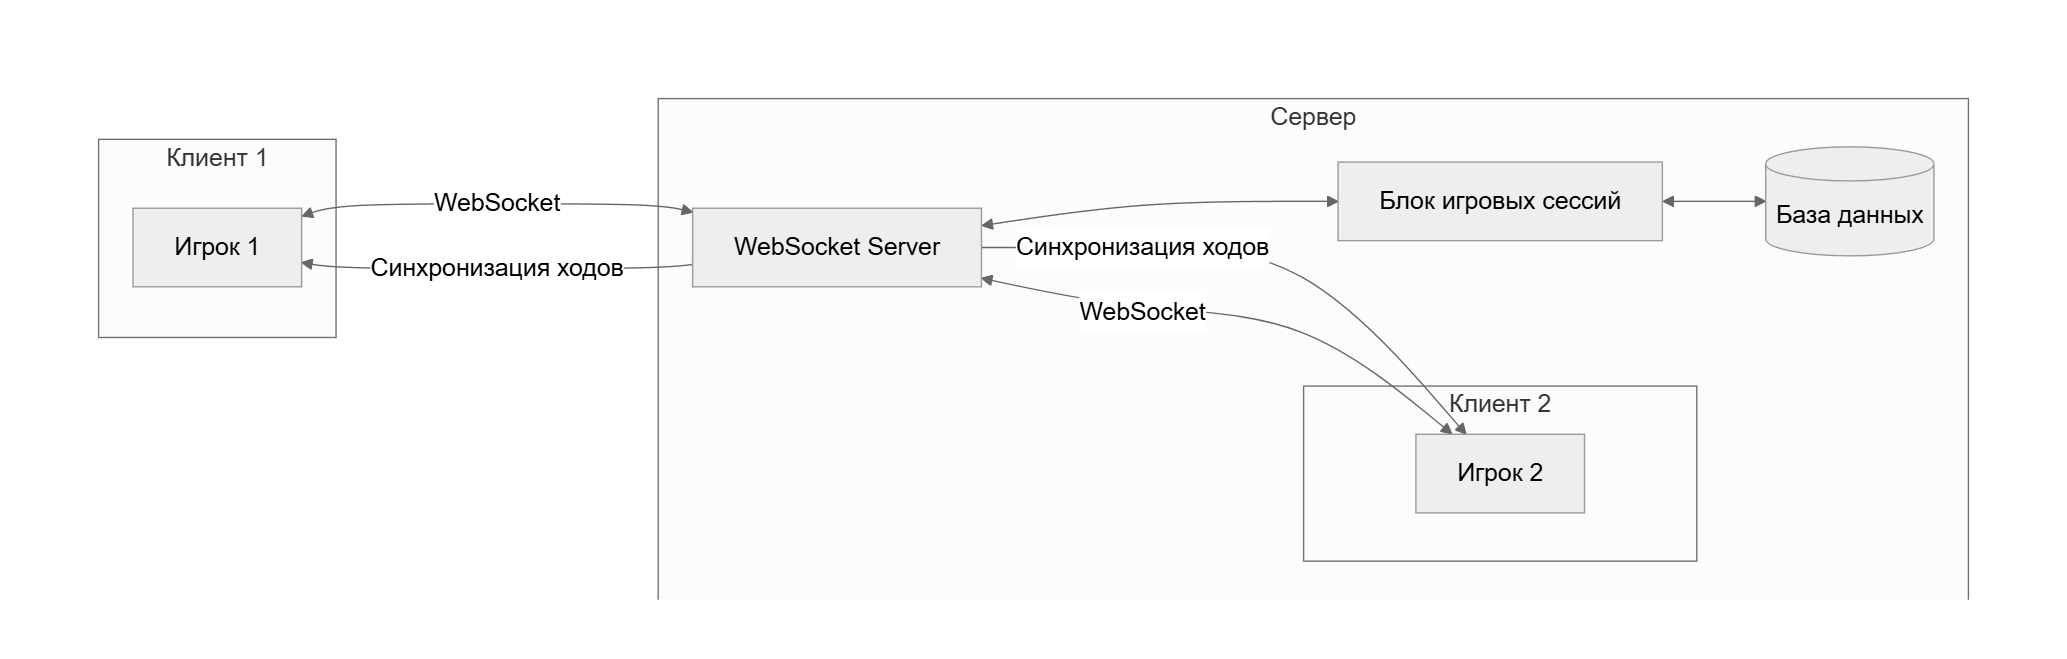 Сервер
Клиент 1
WebSocket
Блок игровых сессий
База данных
Игрок 1
WebSocket Server
Синхронизация ходов
Синхронизация ходов
WebSocket
Клиент 2
Игрок 2